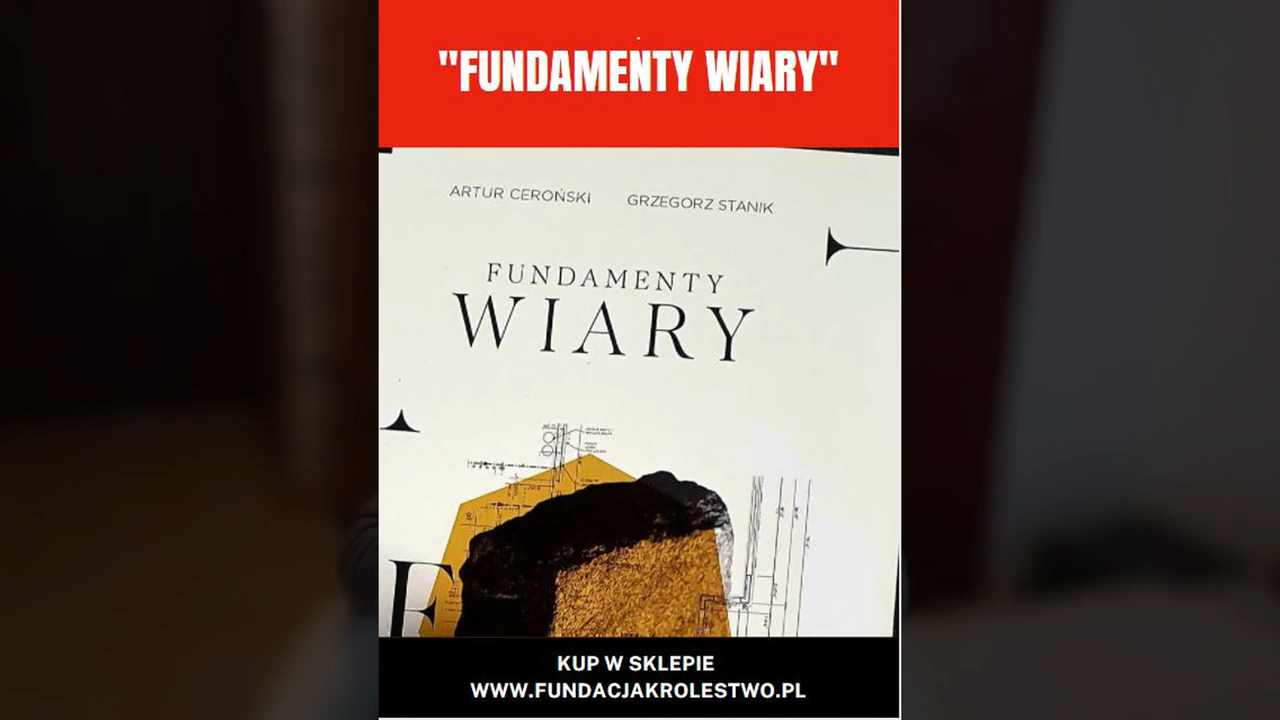 "FUNDAMENTY WIARY"
ARTUR CEROŃSKI GRZEGORZ STANIK
FUNDAMENTY
WIARY
F
KUP W SKLEPIE
WWW.FUNDACJAKROLESTWO.PL